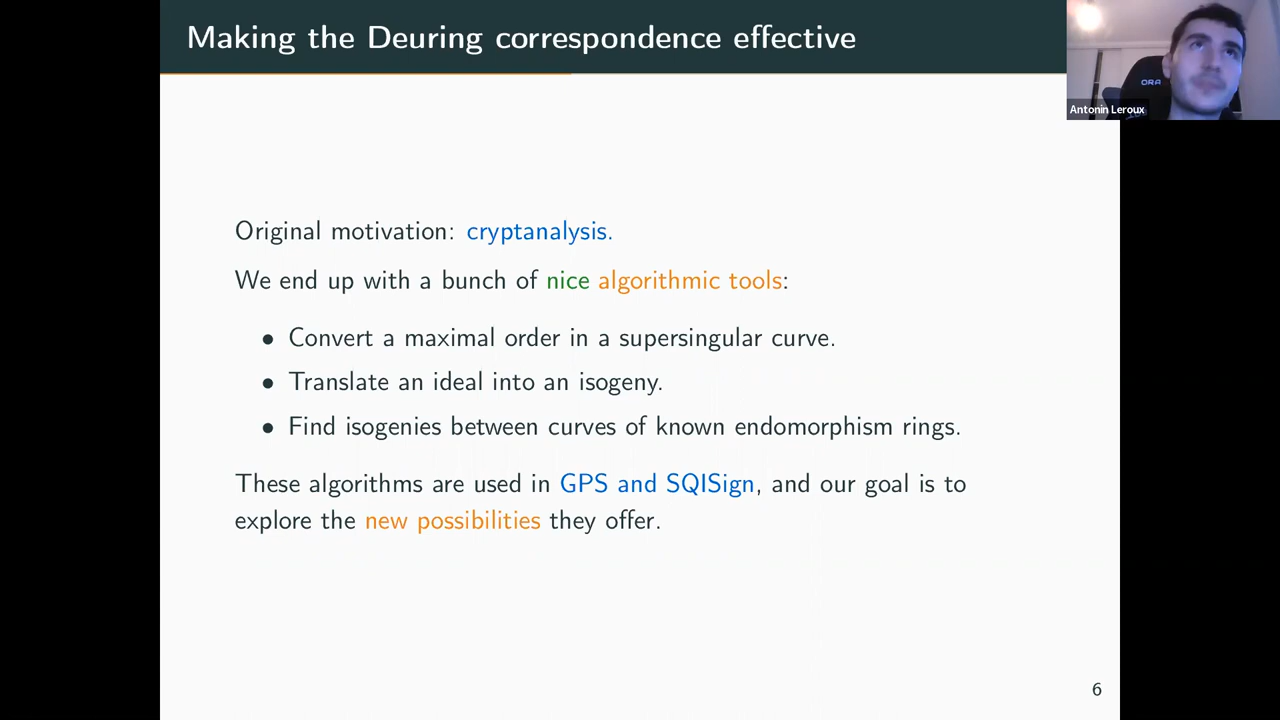 Making the Deuring correspondence effective
ORA
Antonin Leroux
Original motivation: cryptanalysis.
We end up with a bunch of nice algorithmic tools:
• Convert a maximal order in a supersingular curve.
• Translate an ideal into an isogeny.
• Find isogenies between curves of known endomorphism rings.
These algorithms are used in GPS and SQISign, and our goal is to
explore the new possibilities they offer.
6